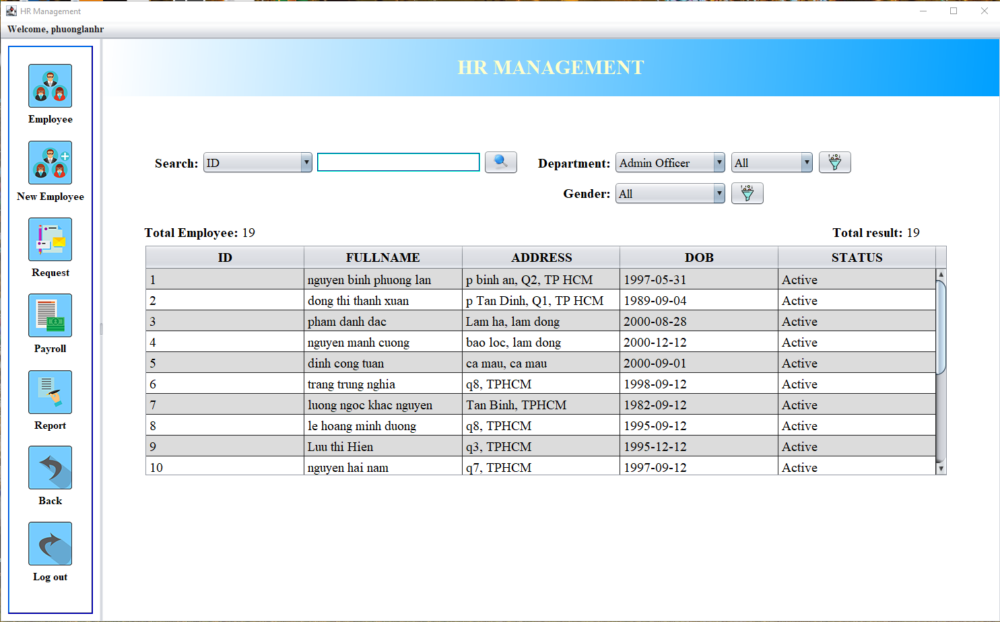 HR Management
Welcome, phuonglanhr
HR MANAGEMENT
Employee
New Employee
Request
Payroll
Report
Back
Log out
Search: ID Department: Admin Officer All
Gender: All
Total Employee: 19 Total result: 19
ID FULLNAME ADDRESS DOB STATUS
1 nguyen binh phuong lan p binh an, Q2, TP HCM 1997-05-31 Active
2 dong thi thanh xuan p Tan Dinh, Q1, TP HCM 1989-09-04 Active
3 pham danh dac Lam ha, lam dong 2000-08-28 Active
4 nguyen manh cuong bao loc, lam dong 2000-12-12 Active
5 dinh cong tuan ca mau, ca mau 2000-09-01 Active
6 trang trung nghia q8, TPHCM 1998-09-12 Active
7 luong ngoc khac nguyen Tan Binh, TPHCM 1982-09-12 Active
8 le hoang minh duong q8, TPHCM 1995-09-12 Active
9 Luu thi Hien q3, TPHCM 1995-12-12 Active
10 nguyen hai nam q7, TPHCM 1997-09-12 Active